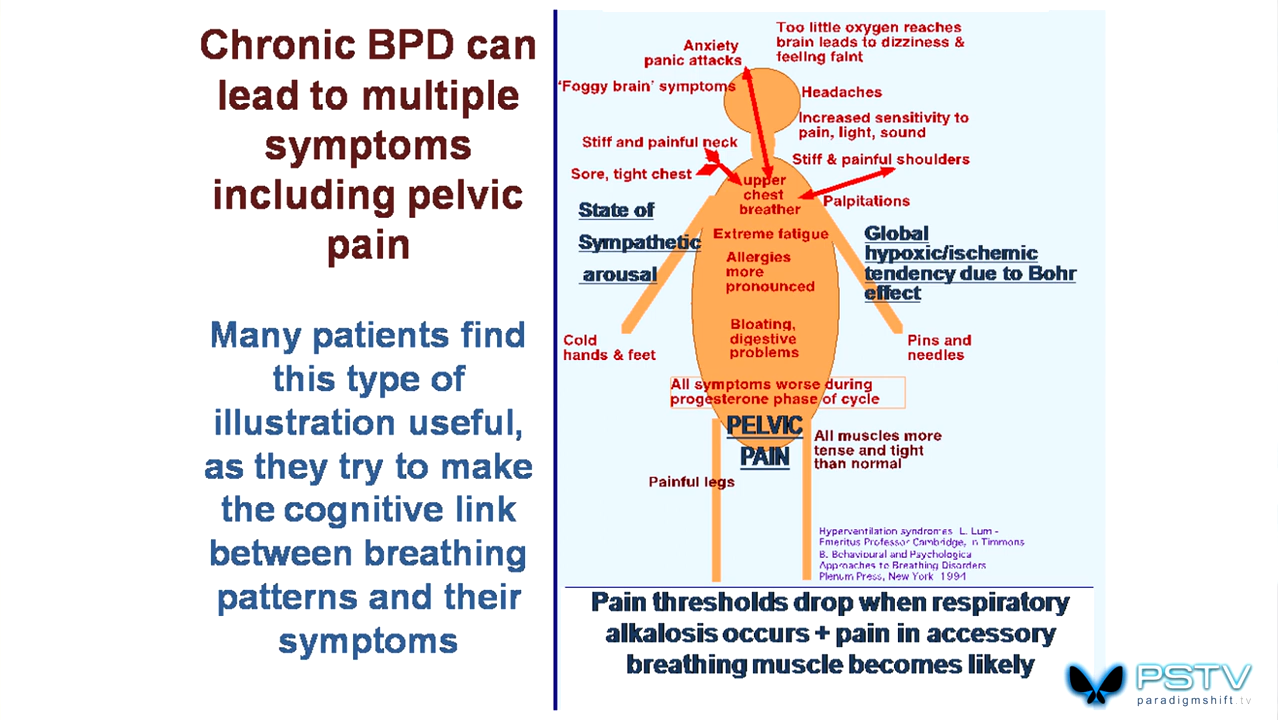 Chronic BPD can
lead to multiple
symptoms
including pelvic
pain
Many patients find
this type of
illustration useful,
as they try to make
the cognitive link
between breathing
patterns and their
symptoms
Too little oxygen reaches
brain leads to dizziness &
feeling faint
Anxiety
panic attacks
'Foggy brain' symptoms
Headaches
Increased sensitivity to
pain, light, sound
Stiff and painful neck
Stiff & painful shoulders
Sore, tight chest
upper
chest
breather
Palpitations
State of
Sympathetic
arousal
Extreme fatigue
Global
hypoxic/ischemic
tendency due to Bohr
effect
Allergies
more
pronounced
Bloating,
digestive
problems
Cold
hands & feet
Pins and
needles
All symptoms worse during
progesterone phase of cycle
PELVIC
PAIN
All muscles more
tense and tight
than normal
Painful legs
Hyperventilation syndromes L. Lum -
Emeritus Professor Cambridge, n Timmons
B. Behavioural and Psychologica
Approaches to Breathing Disorders
Plenum Press, New York 1994
Pain thresholds drop when respiratory
alkalosis occurs + pain in accessory
breathing muscle becomes likely
PSTV
paradigmshift.tv